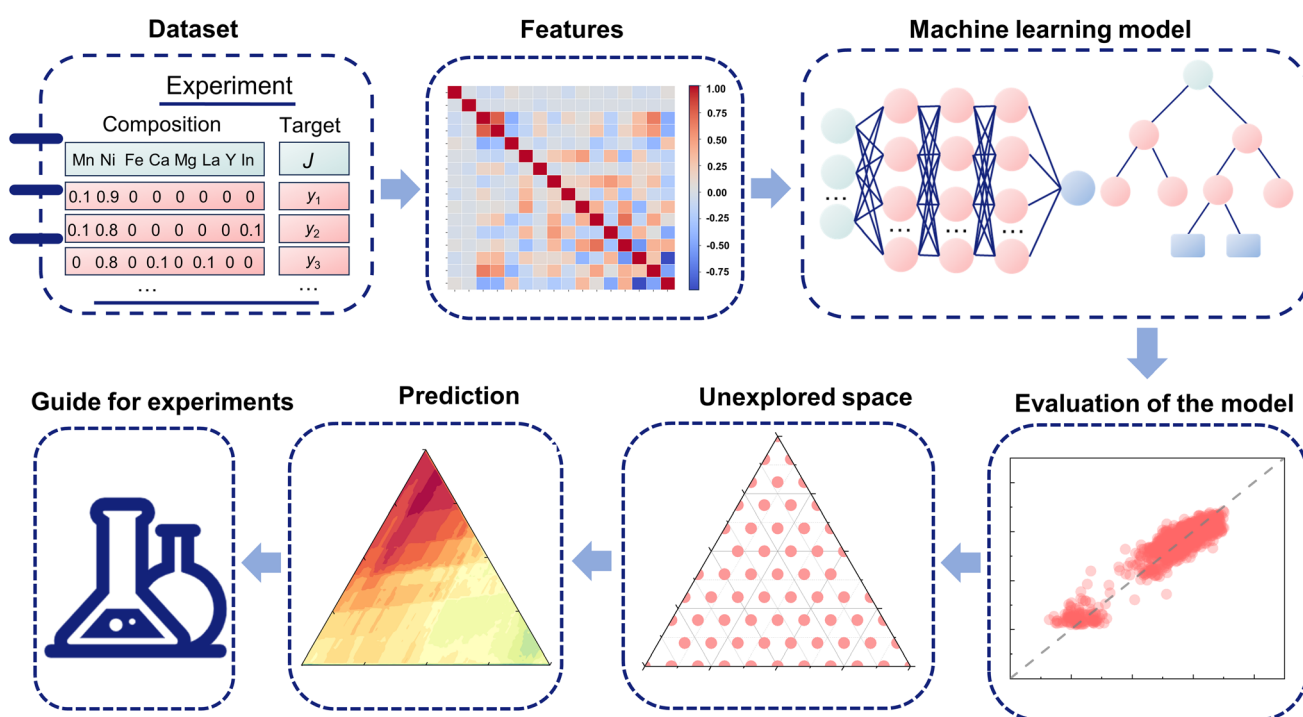 Dataset
Features
Machine learning model
Experiment
Composition Target
Mn Ni Fe Ca Mg La Y In J
0.1 0.9 0 0 0 0 0 0 y1
0.1 0.8 0 0 0 0 0 0.1 y2
0 0.8 0 0.1 0 0.1 0 0 y3
... ...
1.00
0.75
0.50
0.25
0.00
-0.25
-0.50
-0.75
... ... ... ...
Guide for experiments
Prediction
Unexplored space
Evaluation of the model